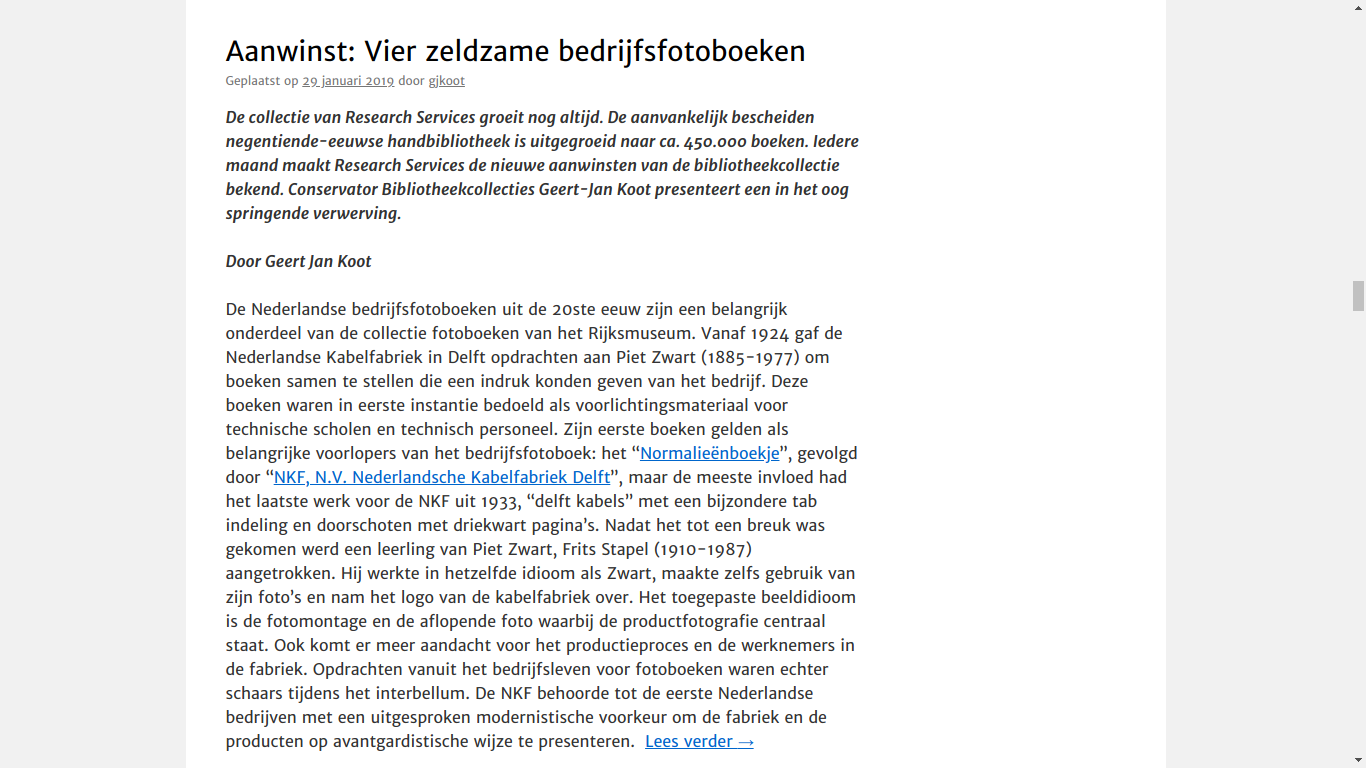 Aanwinst: Vier zeldzame bedrijfsfotoboeken
Geplaatst op 29 januari 2019 door gjkoot
De collectie van Research Services groeit nog altijd. De aanvankelijk bescheiden
negentiende-eeuwse handbibliotheek is uitgegroeid naar ca. 450.000 boeken. Iedere
maand maakt Research Services de nieuwe aanwinsten van de bibliotheekcollectie
bekend. Conservator Bibliotheekcollecties Geert-Jan Koot presenteert een in het oog
springende verwerving.
Door Geert Jan Koot
De Nederlandse bedrijfsfotoboeken uit de 20ste eeuw zijn een belangrijk
onderdeel van de collectie fotoboeken van het Rijksmuseum. Vanaf 1924 gaf de
Nederlandse Kabelfabriek in Delft opdrachten aan Piet Zwart (1885-1977) om
boeken samen te stellen die een indruk konden geven van het bedrijf. Deze
boeken waren in eerste instantie bedoeld als voorlichtingsmateriaal voor
technische scholen en technisch personeel. Zijn eerste boeken gelden als
belangrijke voorlopers van het bedrijfsfotoboek: het “Normalieënboekje”, gevolgd
door “NKF, N.V. Nederlandsche Kabelfabriek Delft”, maar de meeste invloed had
het laatste werk voor de NKF uit 1933, “delft kabels” met een bijzondere tab
indeling en doorschoten met driekwart pagina’s. Nadat het tot een breuk was
gekomen werd een leerling van Piet Zwart, Frits Stapel (1910-1987)
aangetrokken. Hij werkte in hetzelfde idioom als Zwart, maakte zelfs gebruik van
zijn foto’s en nam het logo van de kabelfabriek over. Het toegepaste beeldidioom
is de fotomontage en de aflopende foto waarbij de productfotografie centraal
staat. Ook komt er meer aandacht voor het productieproces en de werknemers in
de fabriek. Opdrachten vanuit het bedrijfsleven voor fotoboeken waren echter
schaars tijdens het interbellum. De NKF behoorde tot de eerste Nederlandse
bedrijven met een uitgesproken modernistische voorkeur om de fabriek en de
producten op avantgardistische wijze te presenteren. Lees verder →